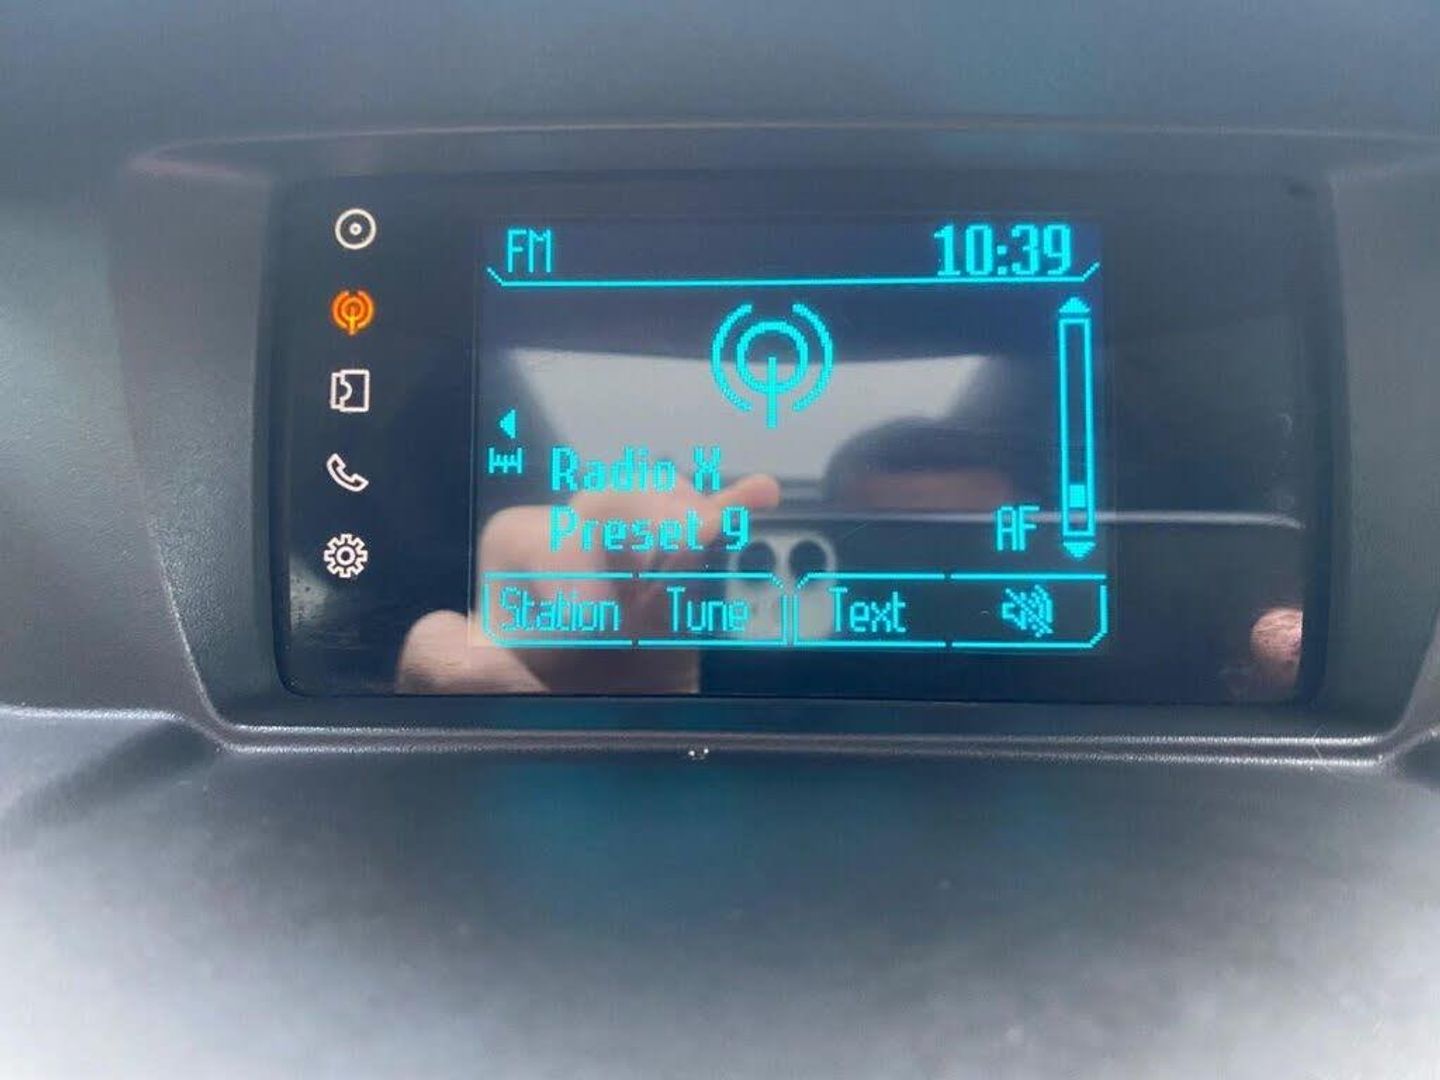 FM 10:39
Radio X
Preset 9 AF
Station Tune Text